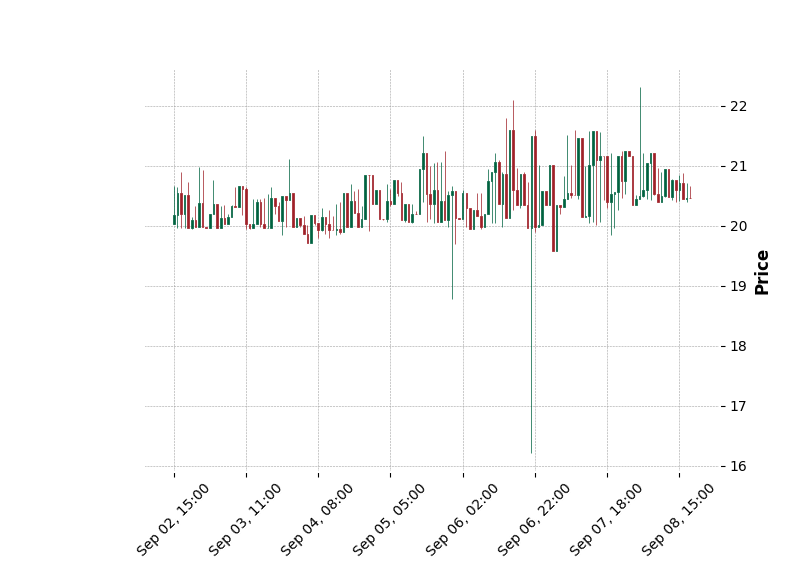 22
21
20
19
18
17
16
Price
Sep 02, 15:00
Sep 03, 11:00
Sep 04, 08:00
Sep 05, 05:00
Sep 06, 02:00
Sep 06, 22:00
Sep 07, 18:00
Sep 08, 15:00